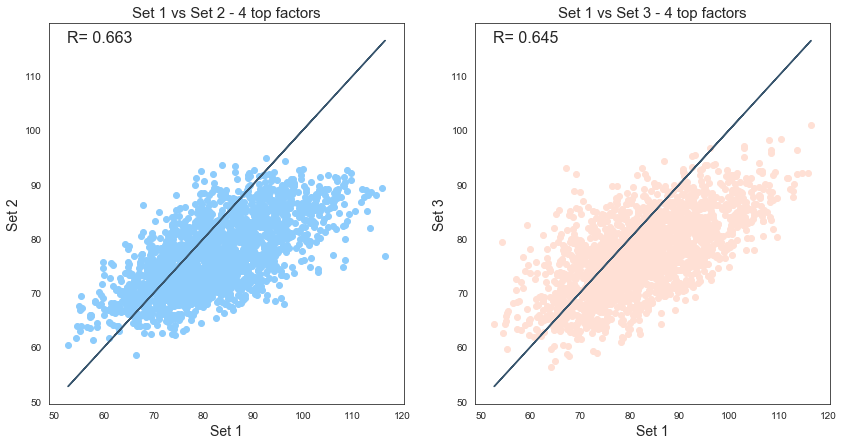 Set 1 vs Set 2 - 4 top factors
R= 0.663
110
100
90
80
70
60
50
Set 2
50 60 70 80 90 100 110 120
Set 1
Set 1 vs Set 3 - 4 top factors
R= 0.645
110
100
90
80
70
60
50
Set 3
50 60 70 80 90 100 110 120
Set 1